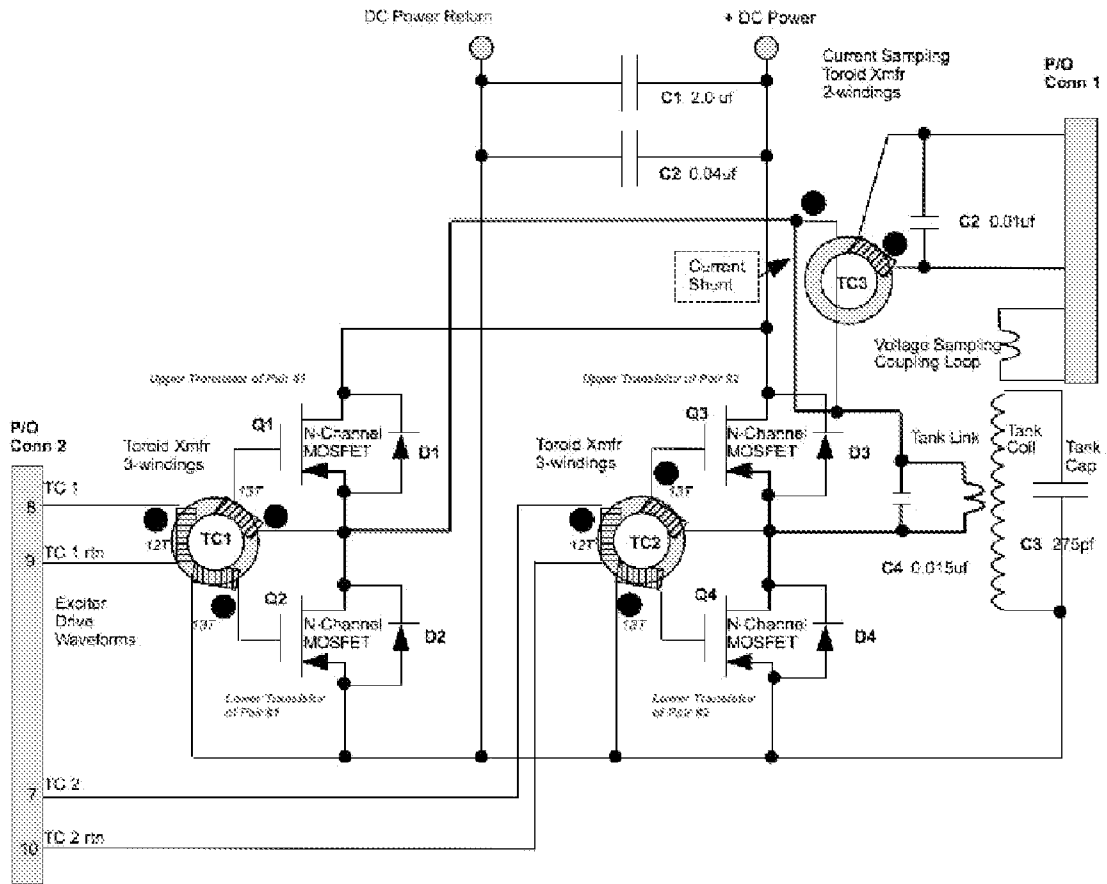 DC Power Return
+ DC Power
Current Sampling
Toroid Xmfr
2-windings
P/O
Conn 1
C1 2.0 uf
C2 0.04uf
C2 0.01uf
Current
Shunt
TC3
Voltage Sampling
Coupling Loop
Upper Transistor of Pair #1
Upper Transistor of Pair #2
P/O
Conn 2
Toroid Xmfr
3-windings
Q1
N-Channel
MOSFET
D1
Toroid Xmfr
3-windings
Q3
N-Channel
MOSFET
D3
Tank Link
Tank
Coil
Tank
Cap
8
TC 1
13T
12T
TC1
13T
12T
TC2
9
TC 1 rtn
C3 275pf
C4 0.015uf
Exciter
Drive
Waveforms
13T
Q2
N-Channel
MOSFET
D2
13T
Q4
N-Channel
MOSFET
D4
Lower Transistor
of Pair #1
Lower Transistor
of Pair #2
7
TC 2
10
TC 2 rtn